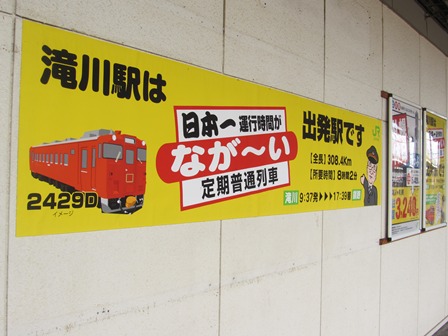 滝川駅は
日本一 運行時間が
なが〜い
定期普通列車
出発駅です
JR
【全長】308.4Km
【所要時間】8時間2分
滝川 9:37発▶▶▶17:39着 釧路
2429D
イメージ
3,240